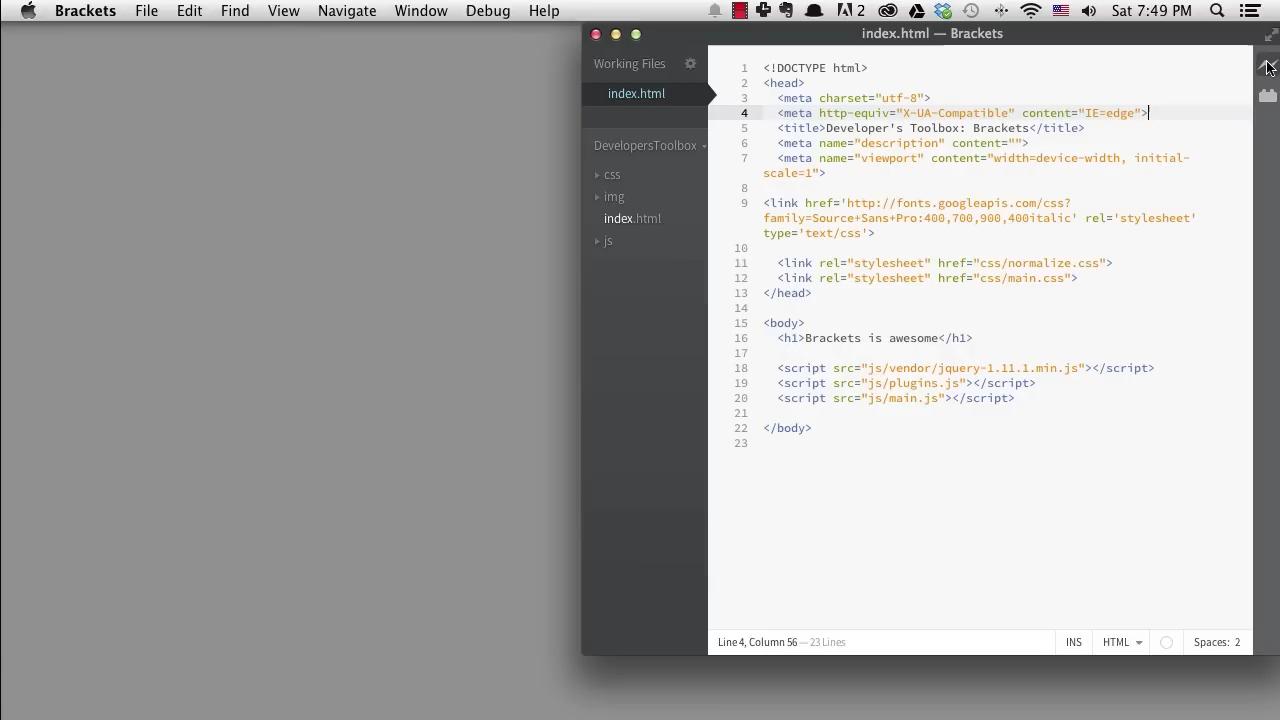 Brackets File Edit Find View Navigate Window Debug Help 2 Sat 7:49 PM
index.html — Brackets
Working Files
index.html
DevelopersToolbox
css
img
index.html
js
1 <!DOCTYPE html>
2 <head>
3 <meta charset="utf-8">
4 <meta http-equiv="X-UA-Compatible" content="IE=edge">
5 <title>Developer's Toolbox: Brackets</title>
6 <meta name="description" content="">
7 <meta name="viewport" content="width=device-width, initial-
scale=1">
8
9 <link href='http://fonts.googleapis.com/css?
family=Source+Sans+Pro:400,700,900,400italic' rel='stylesheet'
type='text/css'>
10
11 <link rel="stylesheet" href="css/normalize.css">
12 <link rel="stylesheet" href="css/main.css">
13 </head>
14
15 <body>
16 <h1>Brackets is awesome</h1>
17
18 <script src="js/vendor/jquery-1.11.1.min.js"></script>
19 <script src="js/plugins.js"></script>
20 <script src="js/main.js"></script>
21
22 </body>
23
Line 4, Column 56 — 23 Lines INS HTML Spaces: 2